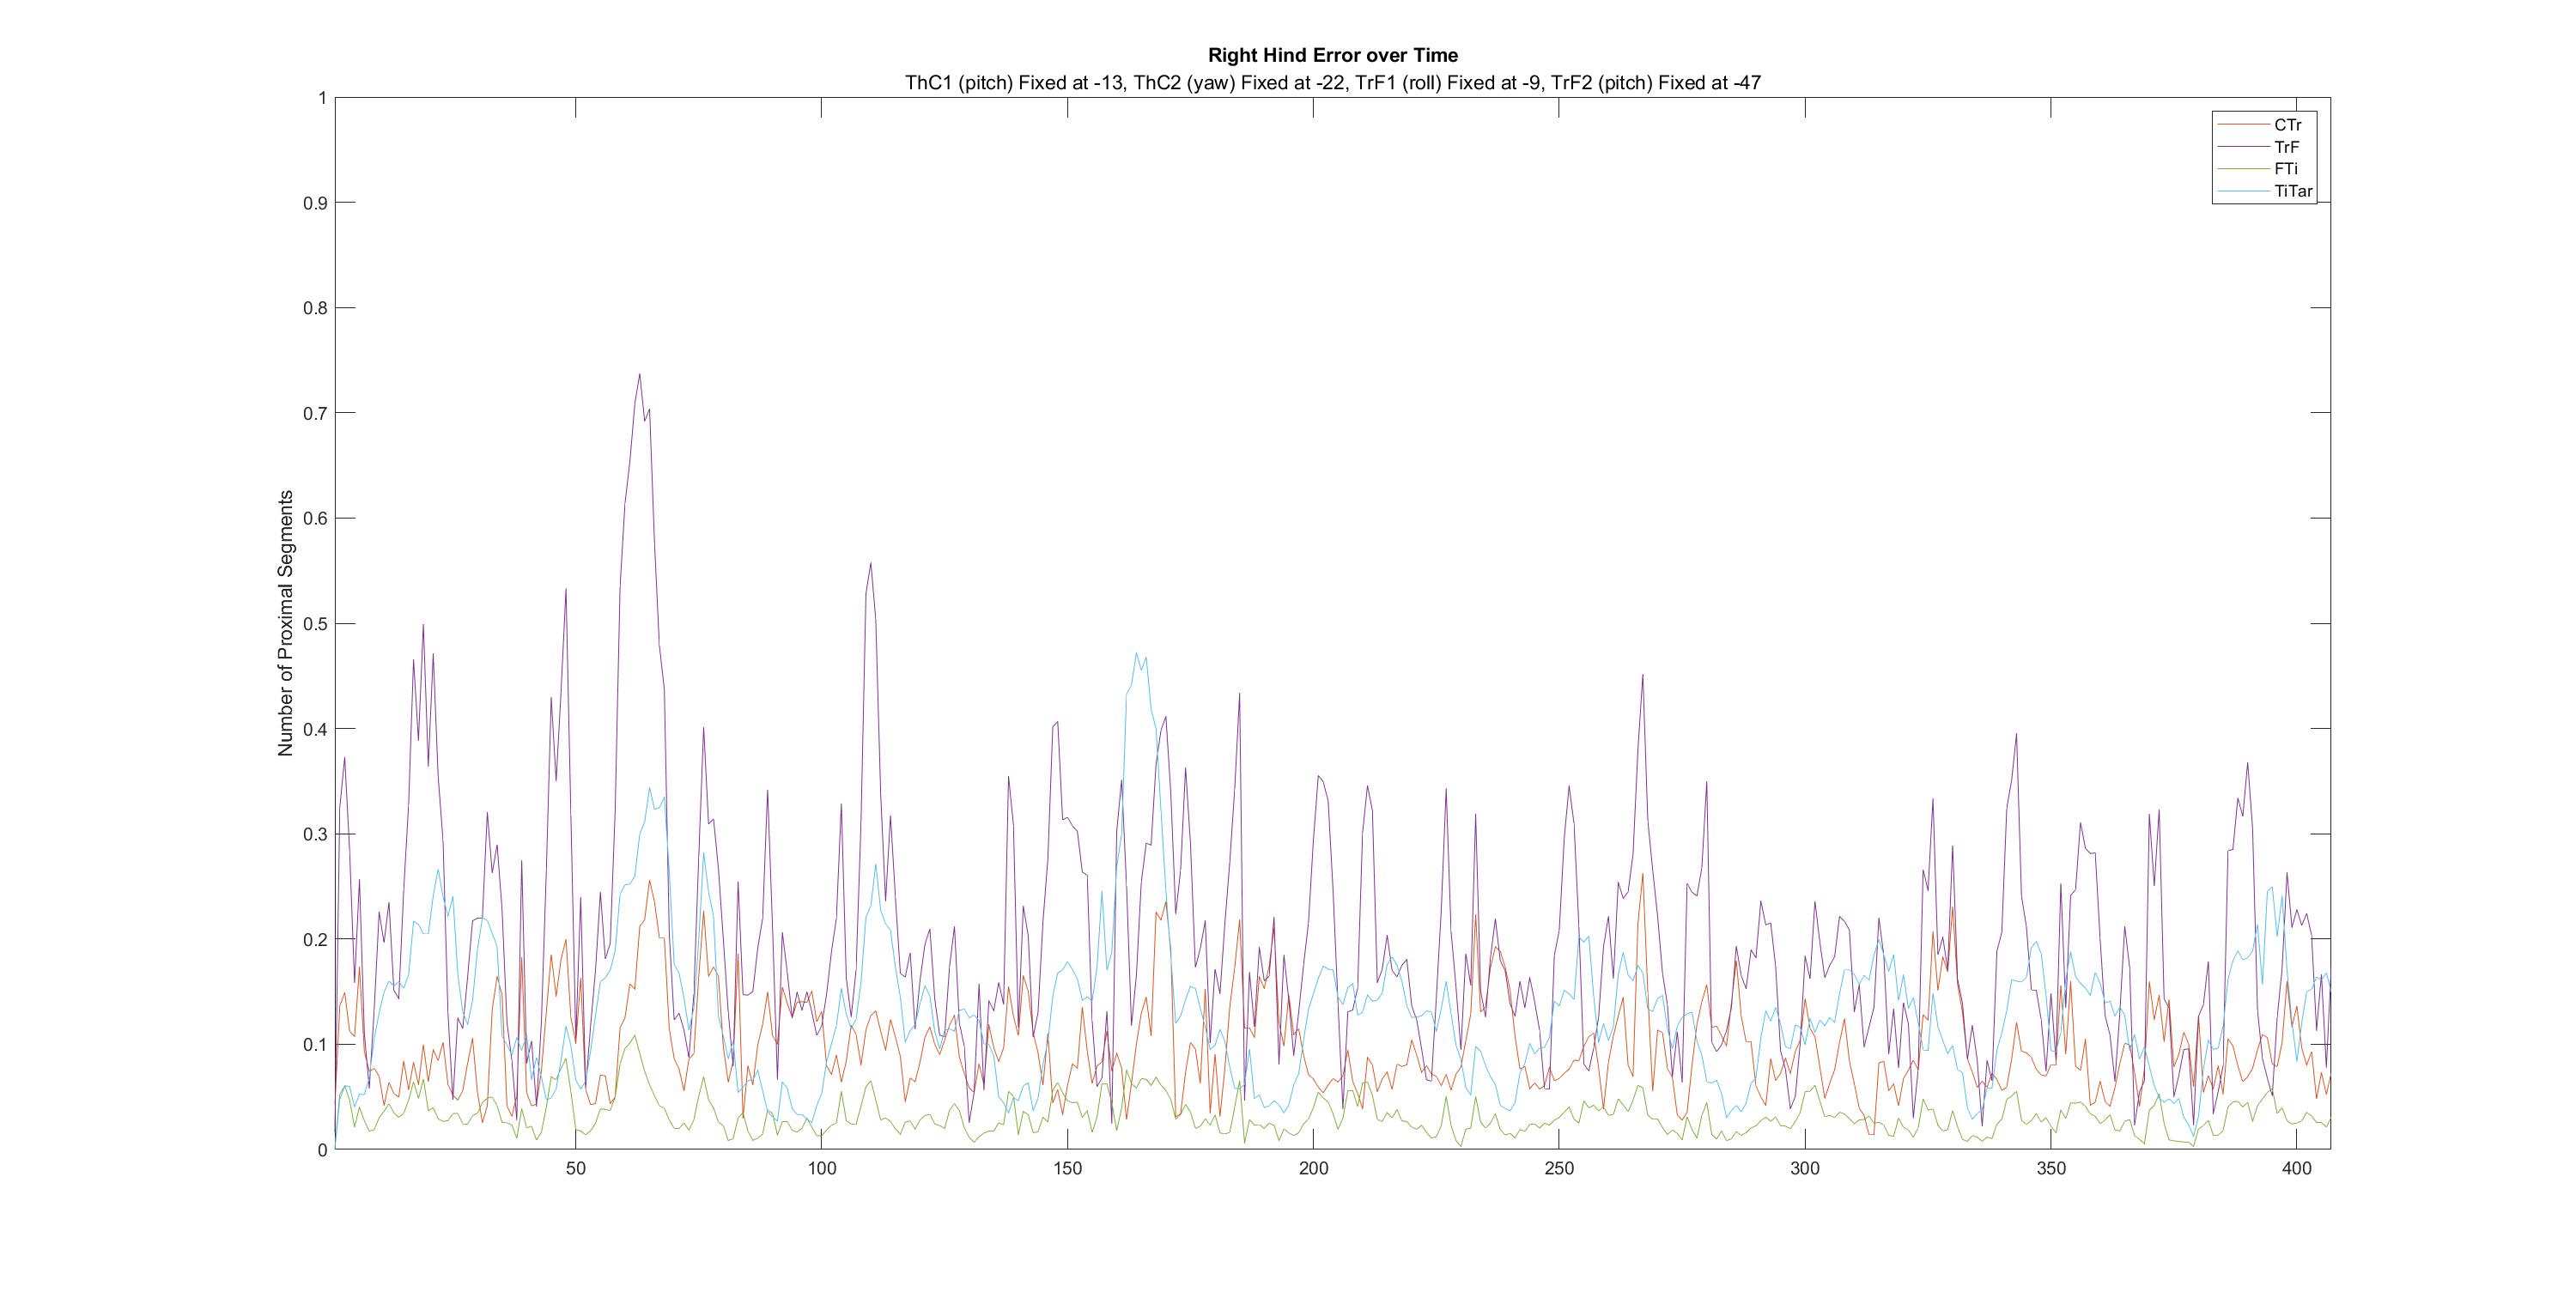 Right Hind Error over Time
ThC1 (pitch) Fixed at -13, ThC2 (yaw) Fixed at -22, TrF1 (roll) Fixed at -9, TrF2 (pitch) Fixed at -47
CTr
TrF
FTi
TiTar
Number of Proximal Segments
1
0.9
0.8
0.7
0.6
0.5
0.4
0.3
0.2
0.1
0
50 100 150 200 250 300 350 400